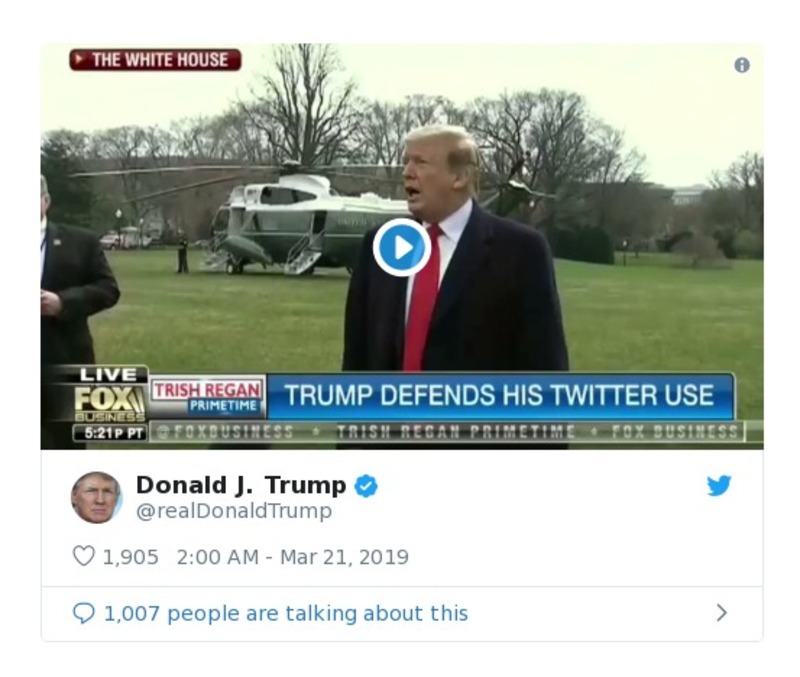 THE WHITE HOUSE
LIVE
FOX
BUSINESS
TRISH REGAN
PRIMETIME
TRUMP DEFENDS HIS TWITTER USE
5:21P PT
@FOXBUSINESS * TRISH REGAN PRIMETIME * FOX BUSINESS
Donald J. Trump
@realDonaldTrump
1,905 2:00 AM - Mar 21, 2019
1,007 people are talking about this